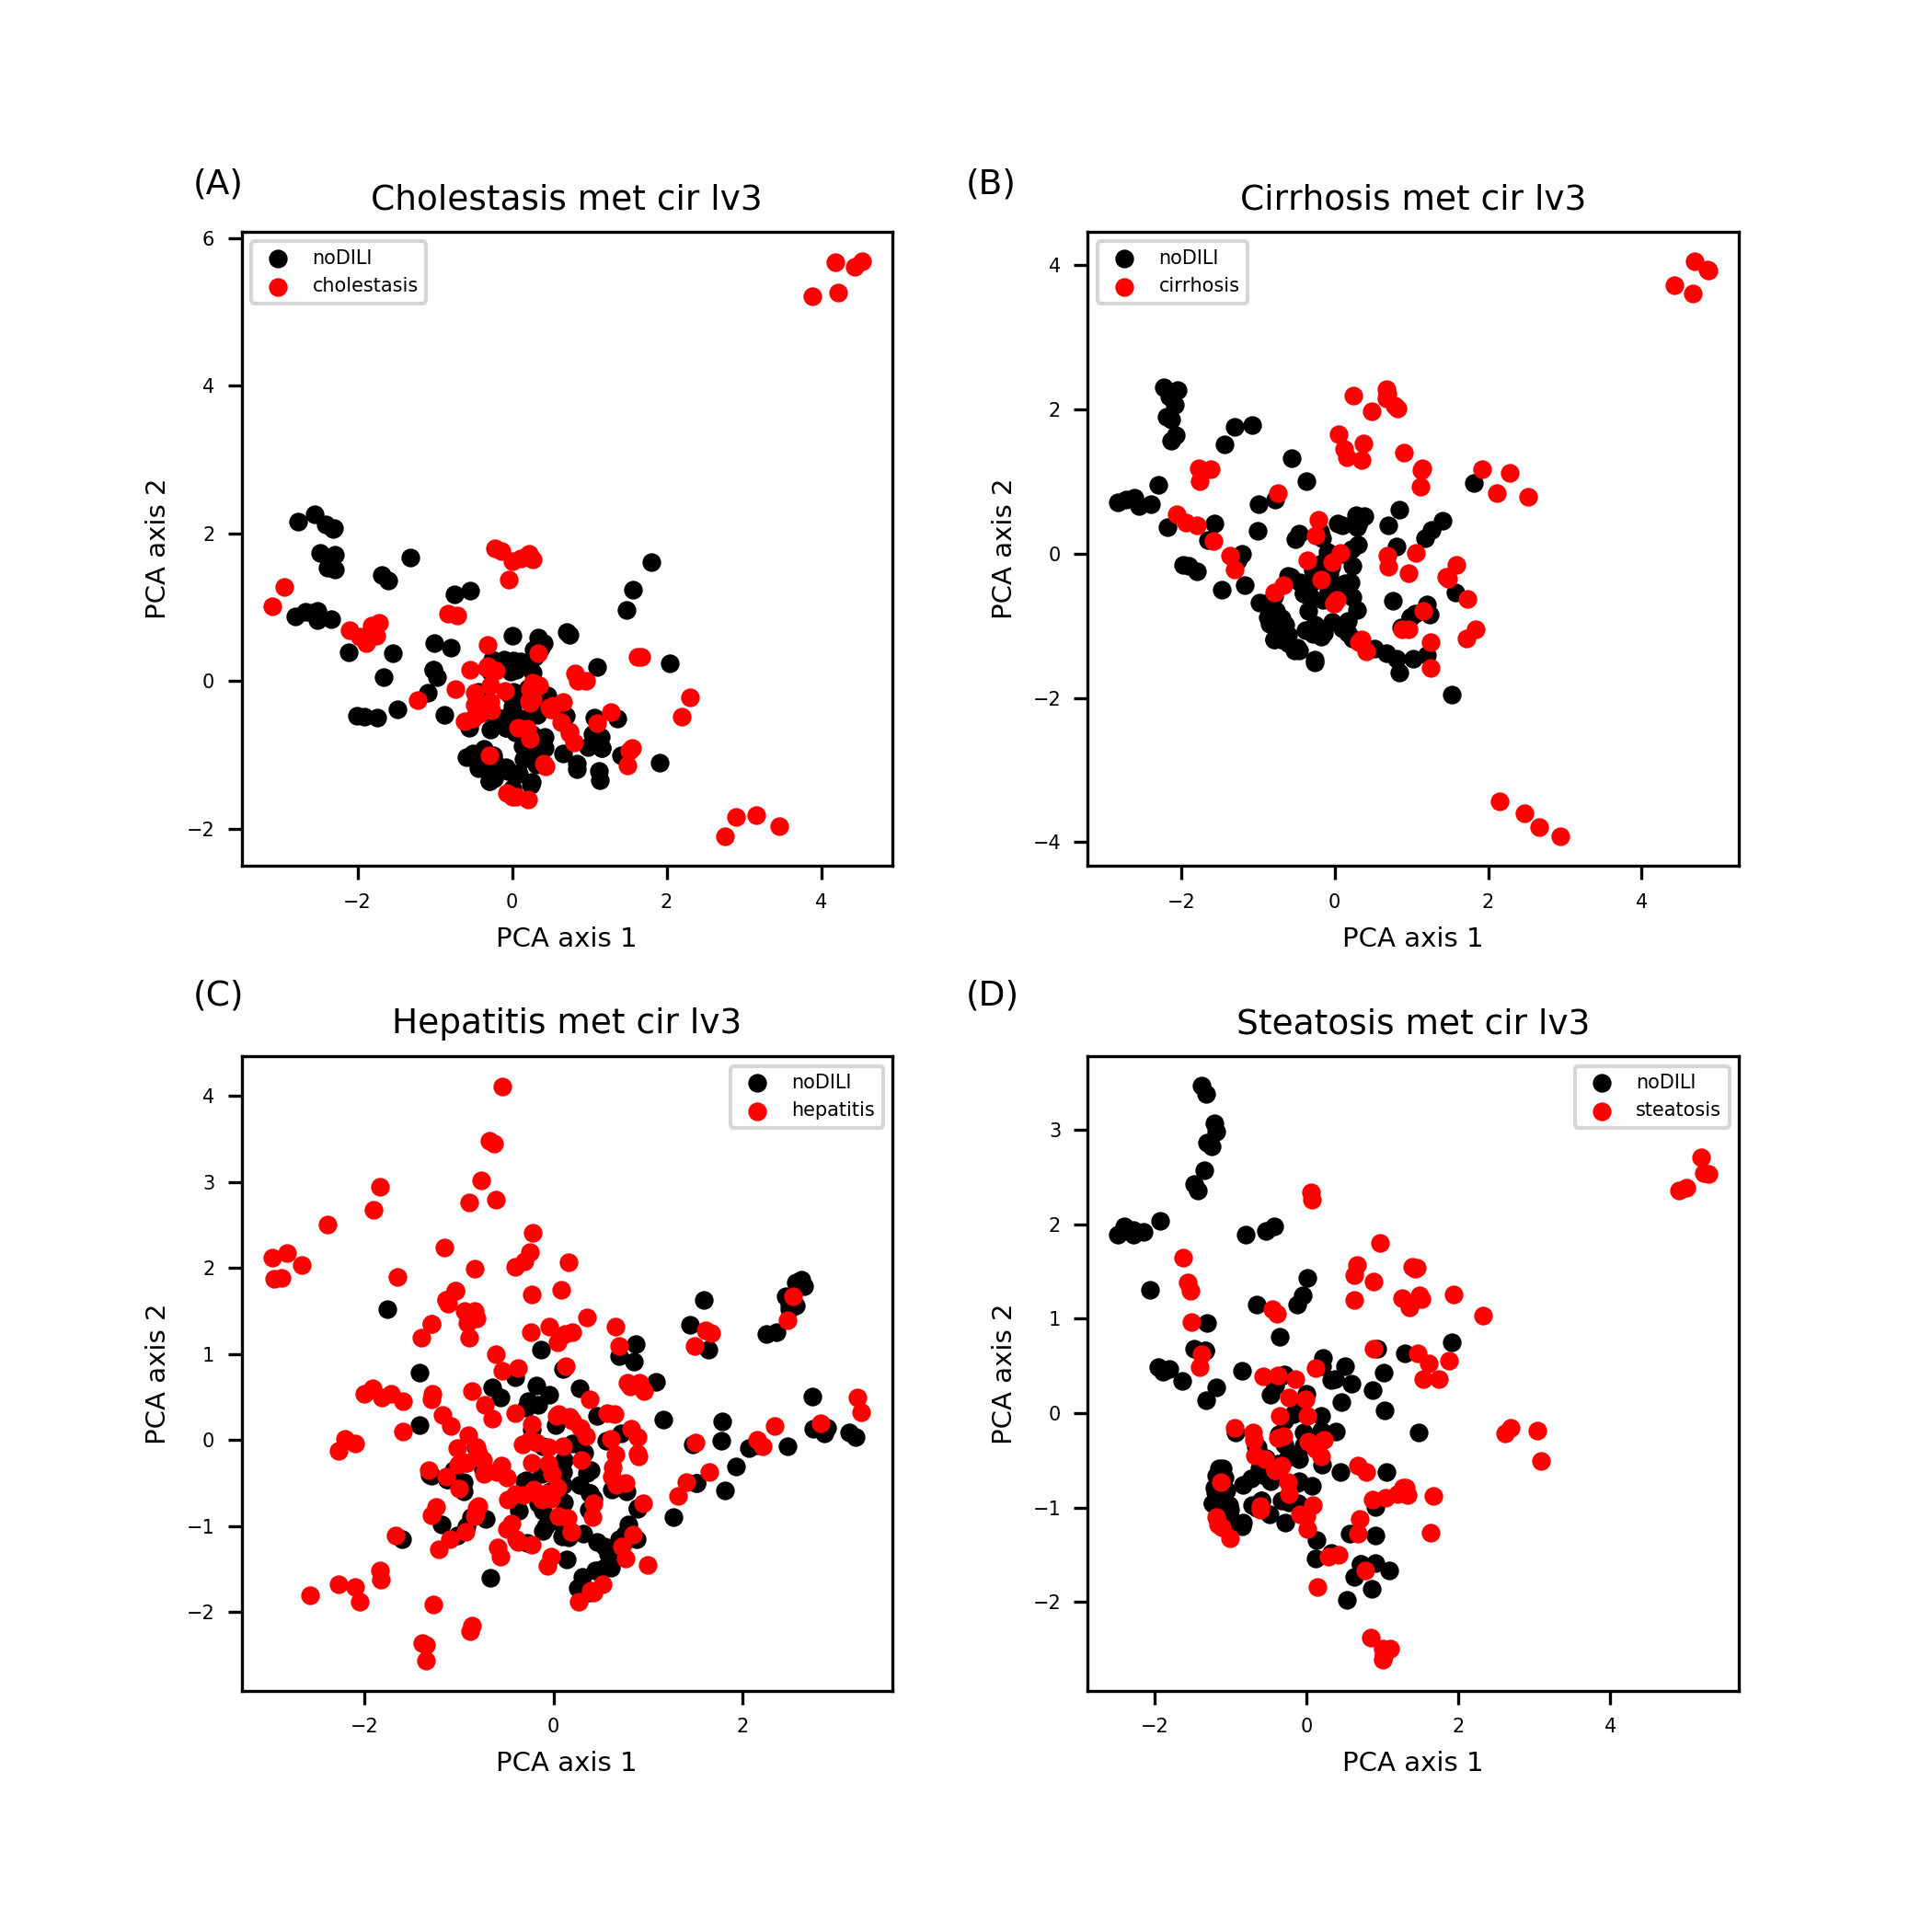 (A)
Cholestasis met cir lv3
noDILI
cholestasis
6
4
2
0
−2
PCA axis 2
−2 0 2 4
PCA axis 1
(B)
Cirrhosis met cir lv3
noDILI
cirrhosis
4
2
0
−2
−4
PCA axis 2
−2 0 2 4
PCA axis 1
(C)
Hepatitis met cir lv3
noDILI
hepatitis
4
3
2
1
0
−1
−2
PCA axis 2
−2 0 2
PCA axis 1
(D)
Steatosis met cir lv3
noDILI
steatosis
3
2
1
0
−1
−2
PCA axis 2
−2 0 2 4
PCA axis 1